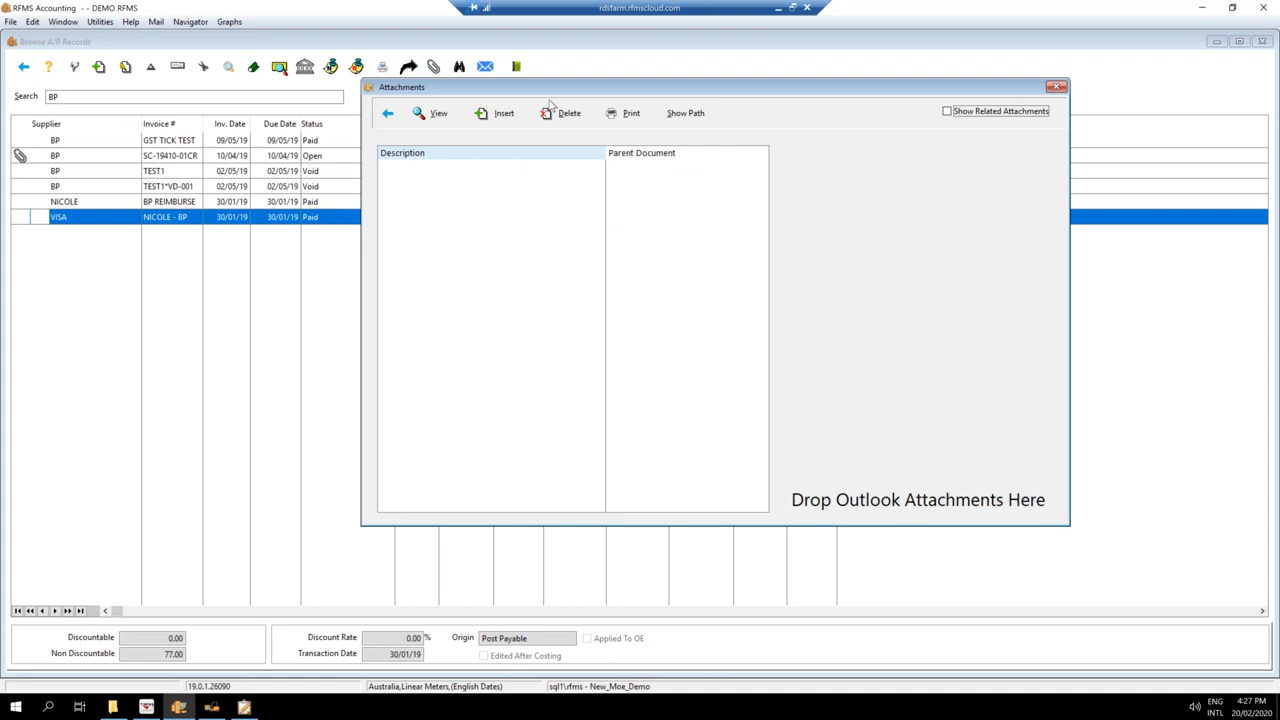 RFMS Accounting - - DEMO RFMS
rdsfarm.rfmscloud.com
File Edit Window Utilities Help Mail Navigator Graphs
Browse A/P Records
Search BP
Supplier Invoice # Inv. Date Due Date Status
BP GST TICK TEST 09/05/19 09/05/19 Paid
BP SC-19410-01CR 10/04/19 10/04/19 Open
BP TEST1 02/05/19 02/05/19 Void
BP TEST1*VD-001 02/05/19 02/05/19 Void
NICOLE BP REIMBURSE 30/01/19 30/01/19 Paid
VISA NICOLE - BP 30/01/19 30/01/19 Paid
Attachments
View Insert Delete Print Show Path Show Related Attachments
Description Parent Document
Drop Outlook Attachments Here
Discountable 0.00 Discount Rate 0.00 % Origin Post Payable Applied To OE
Non Discountable 77.00 Transaction Date 30/01/19 Edited After Costing
19.0.1.26090 Australia,Linear Meters,(English Dates) sql1\rfms - New_Moe_Demo
ENG 4:27 PM
INTL 20/02/2020